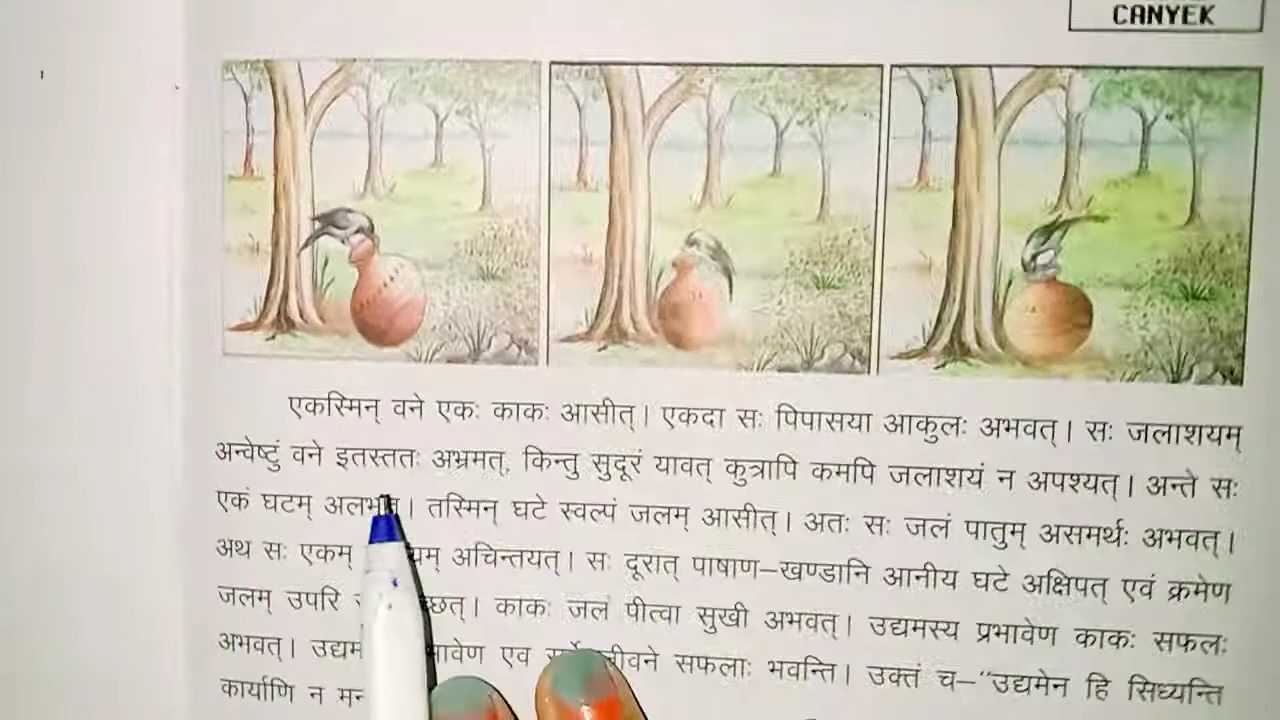 CANYEK
एकस्मिन् वने एकः काकः आसीत्। एकदा सः पिपासया आकुलः अभवत्। सः जलाशयम्
अन्वेष्टुं वने इतस्ततः अभ्रमत्, किन्तु सुदूरं यावत् कुत्रापि कमपि जलाशयं न अपश्यत्। अन्ते सः
एकं घटम् अलभत। तस्मिन् घटे स्वल्पं जलम् आसीत्। अतः सः जलं पातुम् असमर्थः अभवत्।
अथ सः एकम् अचिन्तयत्। सः दूरात् पाषाण–खण्डानि आनीय घटे अक्षिपत् एवं क्रमेण
जलम् उपरि काकः जलं पीत्वा सुखी अभवत्। उद्यमस्य प्रभावेण काकः सफलः
अभवत्। एव जीवने सफलाः भवन्ति। उक्तं च–"उद्यमेन हि सिध्यन्ति
कार्याणि न